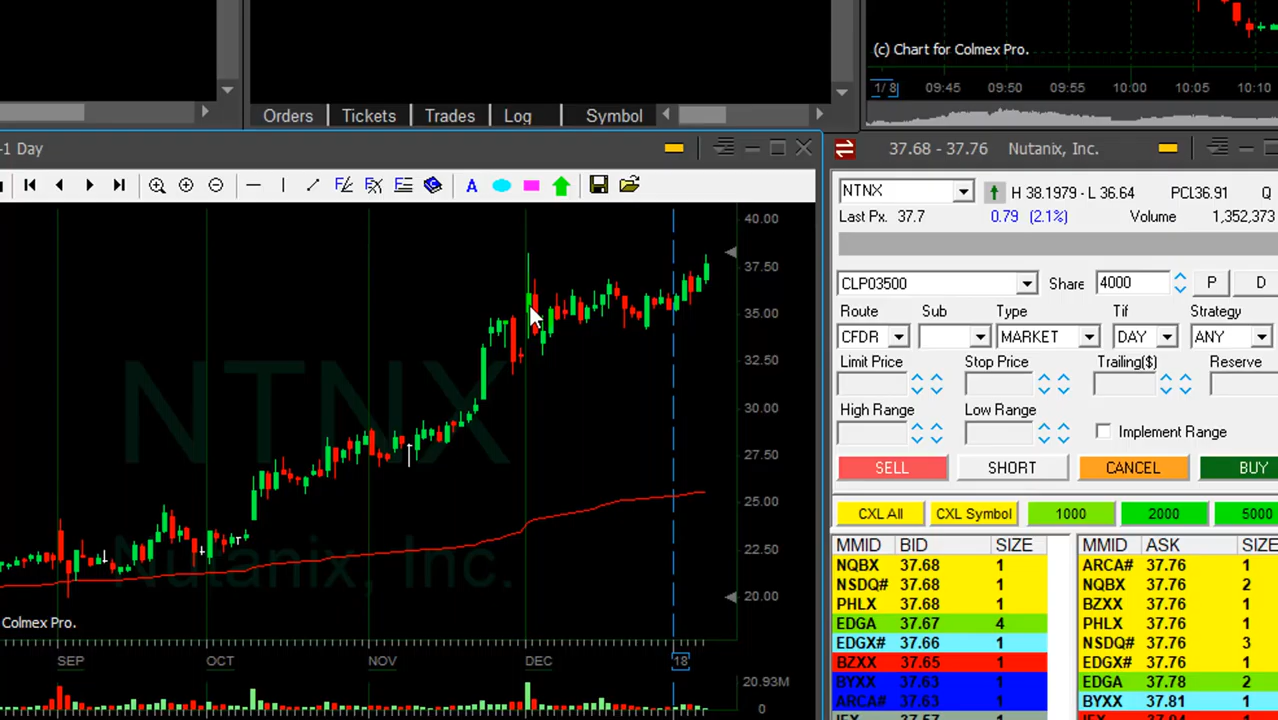 (c) Chart for Colmex Pro.
1/ 8 09:45 09:50 09:55 10:00 10:05 10:10
Orders Tickets Trades Log Symbol
-1 Day
37.68 - 37.76 Nutanix, Inc.
A
NTNX H 38.1979 - L 36.64 PCL36.91 Q
Last Px. 37.7 0.79 (2.1%) Volume 1,352,373
CLP03500 Share 4000 P D
Route Sub Type Tif Strategy
CFDR MARKET DAY ANY
Limit Price Stop Price Trailing($) Reserve
High Range Low Range
Implement Range
SELL SHORT CANCEL BUY
CXL All CXL Symbol 1000 2000 5000
MMID BID SIZE
NQBX 37.68 1
NSDQ# 37.68 1
PHLX 37.68 1
EDGA 37.67 4
EDGX# 37.66 1
BZXX 37.65 1
BYXX 37.63 1
ARCA# 37.63 1
MMID ASK SIZE
ARCA# 37.76 1
NQBX 37.76 2
BZXX 37.76 1
PHLX 37.76 1
NSDQ# 37.76 3
EDGX# 37.76 1
EDGA 37.78 2
BYXX 37.81 1
40.00
37.50
35.00
32.50
30.00
27.50
25.00
22.50
20.00
NTNX
Nutanix, Inc.
Colmex Pro.
SEP OCT NOV DEC 18
20.93M
0